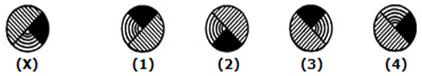 (X) (1) (2) (3) (4)